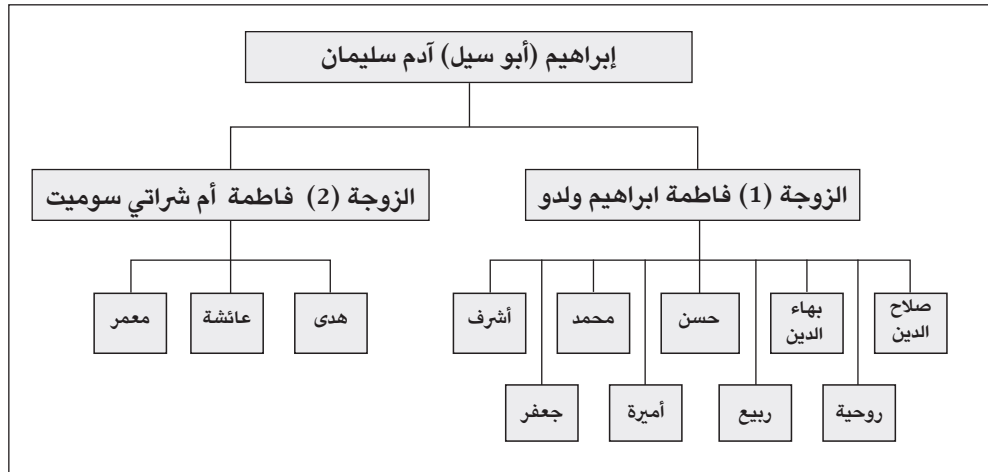 إبراهيم (أبو سيل) آدم سليمان
الزوجة (1) فاطمة ابراهيم ولدو
الزوجة (2) فاطمة أم شراتي سوميت
صلاح
الدين
بهاء
الدين
حسن
محمد
أشرف
روحية
ربيع
أميرة
جعفر
هدى
عائشة
معمر